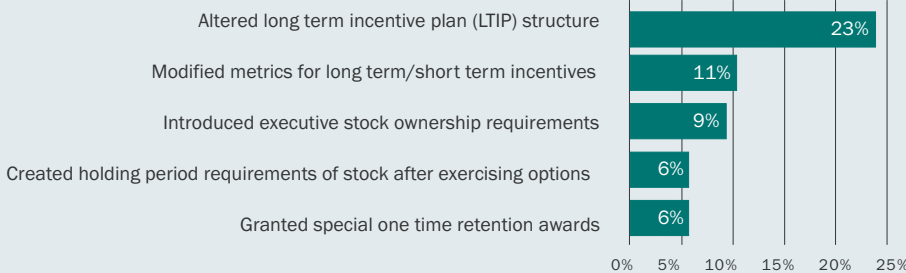 Altered long term incentive plan (LTIP) structure 23%
Modified metrics for long term/short term incentives 11%
Introduced executive stock ownership requirements 9%
Created holding period requirements of stock after exercising options 6%
Granted special one time retention awards 6%
0% 5% 10% 15% 20% 25%